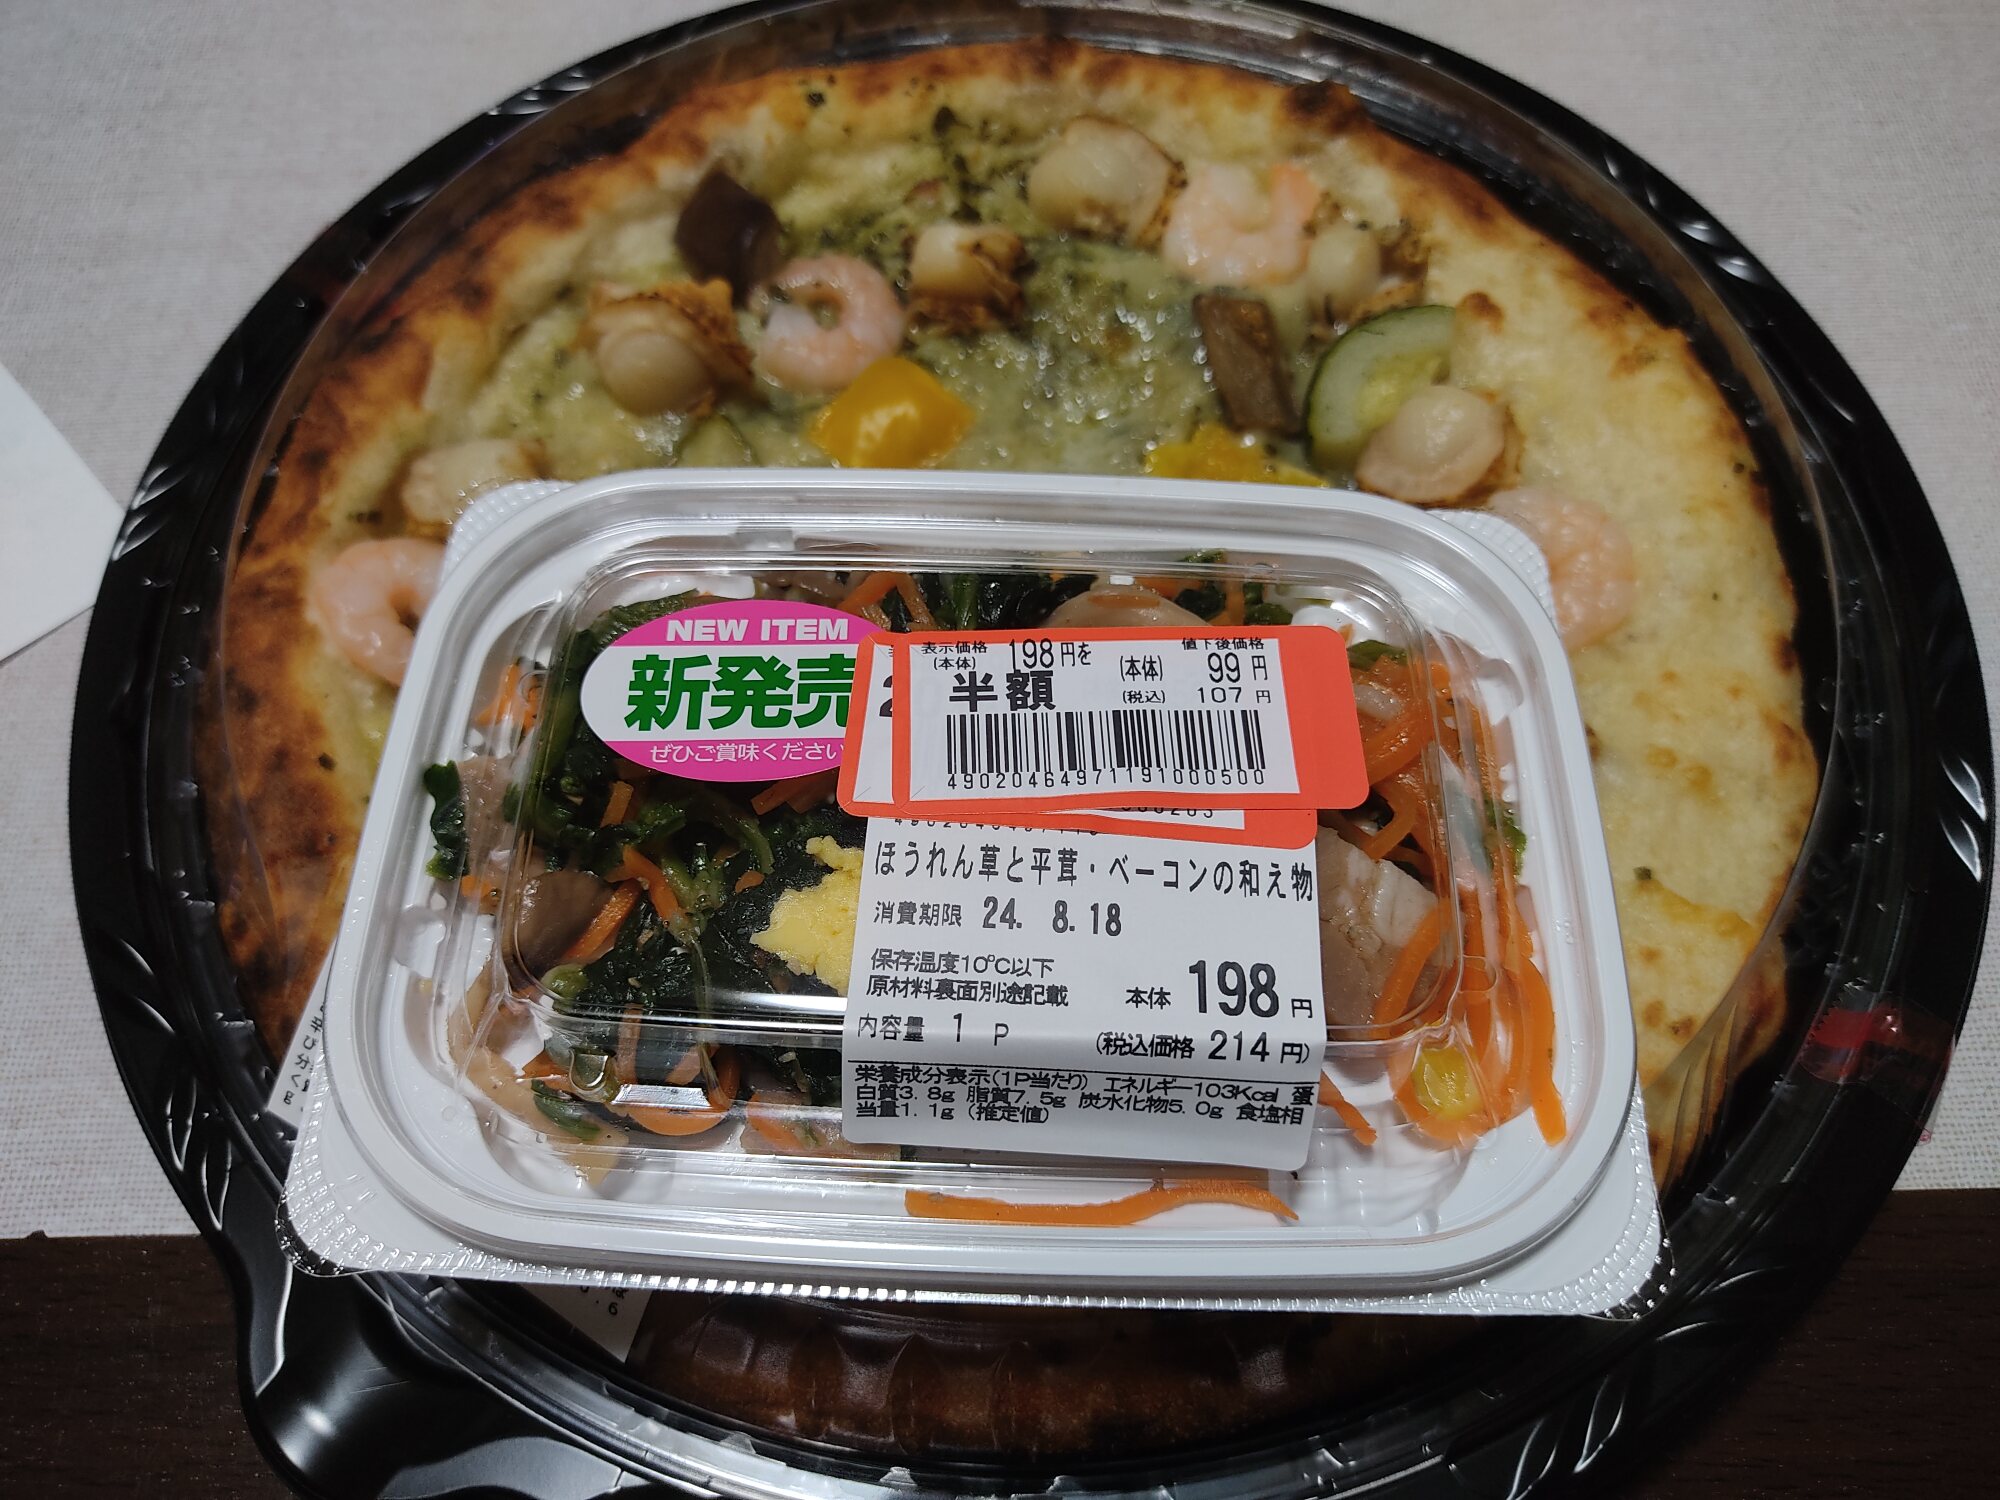 NEW ITEM
新発売
ぜひご賞味ください
表示価格 198円を 値下後価格
(本体) 半額 (本体) 99円
(税込) 107円
4902046497119100050​0
000203
ほうれん草と平茸・ベーコンの和え物
消費期限 24. 8.18
保存温度10℃以下
原材料裏面別途記載
本体 198円
内容量 1 P
(税込価格 214円)
栄養成分表示(1P当たり) エネルギー103Kcal 蛋
白質3.8g 脂質7.5g 炭水化物5.0g 食塩相
当量1.1g (推定値)